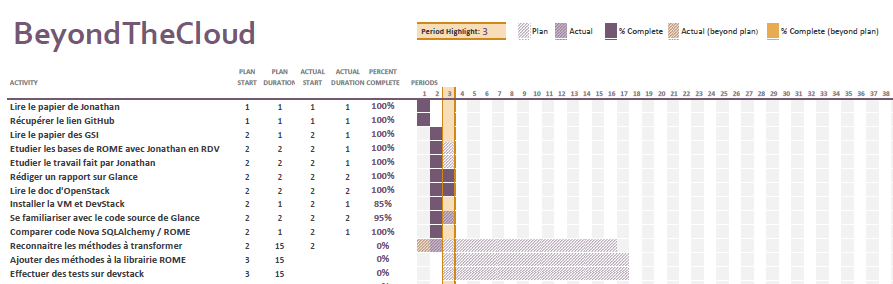 BeyondTheCloud
Period Highlight: 3 Plan Actual % Complete Actual (beyond plan) % Complete (beyond plan)
PLAN PLAN ACTUAL ACTUAL PERCENT
ACTIVITY START DURATION START DURATION COMPLETE PERIODS
1 2 3 4 5 6 7 8 9 10 11 12 13 14 15 16 17 18 19 20 21 22 23 24 25 26 27 28 29 30 31 32 33 34 35 36 37 38
Lire le papier de Jonathan 1 1 1 1 100%
Récupérer le lien GitHub 1 1 1 1 100%
Lire le papier des GSI 2 1 2 1 100%
Etudier les bases de ROME avec Jonathan en RDV 2 2 2 1 100%
Etudier le travail fait par Jonathan 2 2 2 1 100%
Rédiger un rapport sur Glance 2 2 2 2 100%
Lire le doc d'OpenStack 2 2 2 2 100%
Installer la VM et DevStack 2 1 2 1 85%
Se familiariser avec le code source de Glance 2 2 2 2 95%
Comparer code Nova SQLAlchemy / ROME 2 1 2 1 100%
Reconnaitre les méthodes à transformer 2 15 2 0%
Ajouter des méthodes à la librairie ROME 3 15 0%
Effectuer des tests sur devstack 3 15 0%